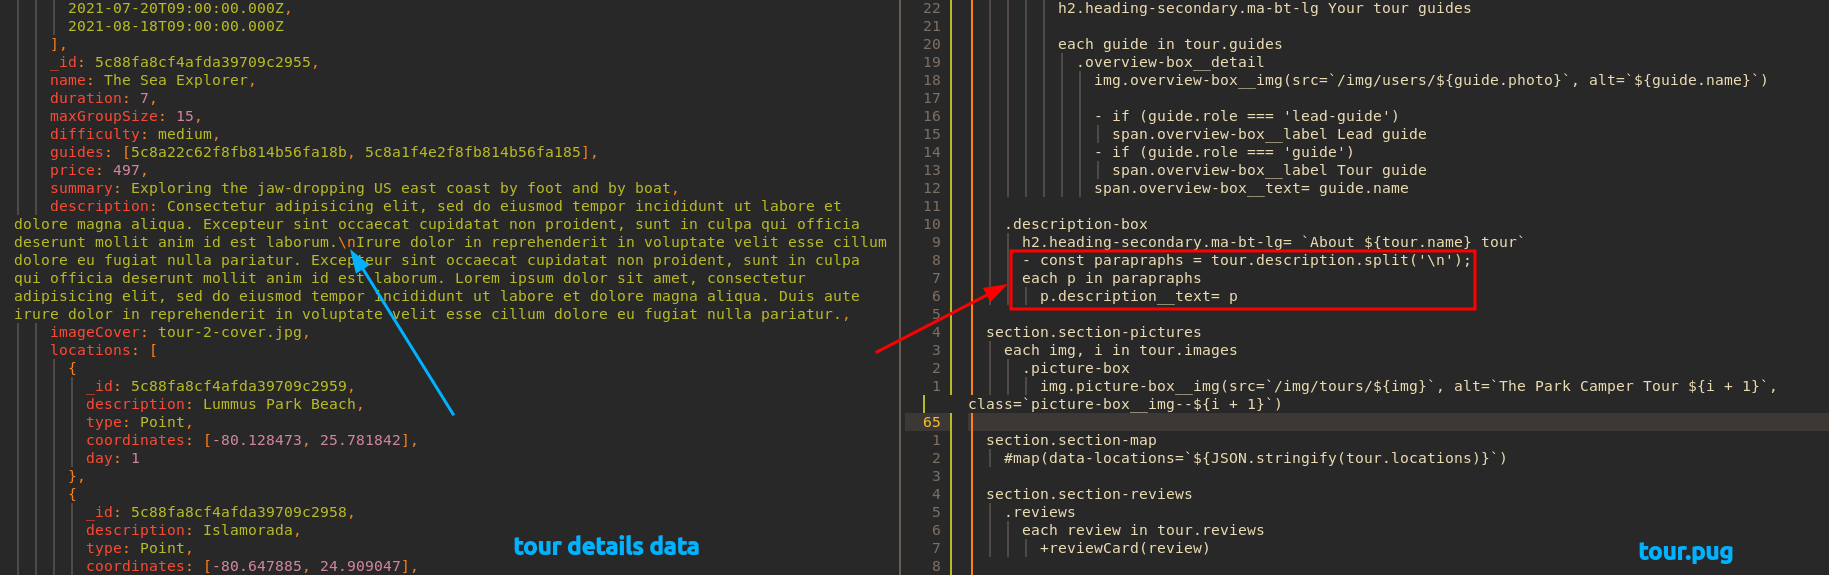 2021-07-20T09:00:00.000Z,
2021-08-18T09:00:00.000Z
],
_id: 5c88fa8cf4afda39709c2955,
name: The Sea Explorer,
duration: 7,
maxGroupSize: 15,
difficulty: medium,
guides: [5c8a22c62f8fb814b56fa18b, 5c8a1f4e2f8fb814b56fa185],
price: 497,
summary: Exploring the jaw-dropping US east coast by foot and by boat,
description: Consectetur adipisicing elit, sed do eiusmod tempor incididunt ut labore et
dolore magna aliqua. Excepteur sint occaecat cupidatat non proident, sunt in culpa qui officia
deserunt mollit anim id est laborum.\nIrure dolor in reprehenderit in voluptate velit esse cillum
dolore eu fugiat nulla pariatur. Excepteur sint occaecat cupidatat non proident, sunt in culpa
qui officia deserunt mollit anim id est laborum. Lorem ipsum dolor sit amet, consectetur
adipisicing elit, sed do eiusmod tempor incididunt ut labore et dolore magna aliqua. Duis aute
irure dolor in reprehenderit in voluptate velit esse cillum dolore eu fugiat nulla pariatur.,
imageCover: tour-2-cover.jpg,
locations: [
{
_id: 5c88fa8cf4afda39709c2959,
description: Lummus Park Beach,
type: Point,
coordinates: [-80.128473, 25.781842],
day: 1
},
{
_id: 5c88fa8cf4afda39709c2958,
description: Islamorada,
type: Point,
coordinates: [-80.647885, 24.909047],
tour details data
22 h2.heading-secondary.ma-bt-lg Your tour guides
21
20 each guide in tour.guides
19 .overview-box__detail
18 img.overview-box__img(src=`/img/users/${guide.photo}`, alt=`${guide.name}`)
17
16 - if (guide.role === 'lead-guide')
15 span.overview-box__label Lead guide
14 - if (guide.role === 'guide')
13 span.overview-box__label Tour guide
12 span.overview-box__text= guide.name
11
10 .description-box
9 h2.heading-secondary.ma-bt-lg= `About ${tour.name} tour`
8 - const parapraphs = tour.description.split('\n');
7 each p in parapraphs
6 p.description__text= p
5
4 section.section-pictures
3 each img, i in tour.images
2 .picture-box
1 img.picture-box__img(src=`/img/tours/${img}`, alt=`The Park Camper Tour ${i + 1}`,
class=`picture-box__img--${i + 1}`)
65
1 section.section-map
2 #map(data-locations=`${JSON.stringify(tour.locations)}`)
3
4 section.section-reviews
5 .reviews
6 each review in tour.reviews
7 +reviewCard(review)
8
tour.pug